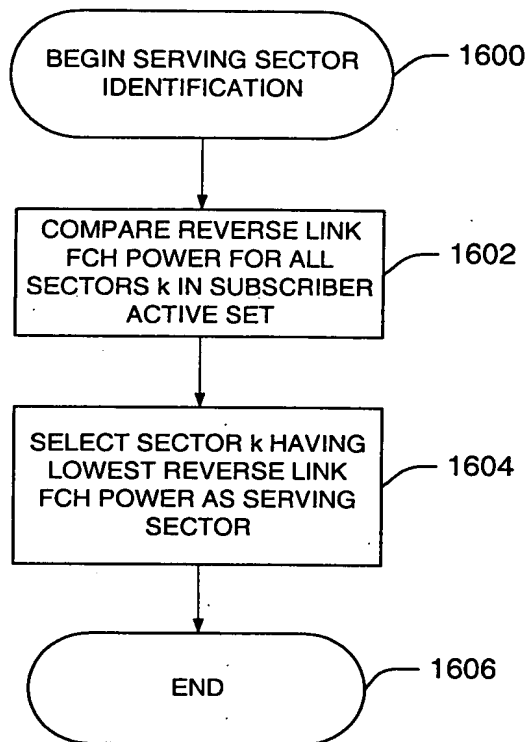 BEGIN SERVING SECTOR
IDENTIFICATION
1600
COMPARE REVERSE LINK
FCH POWER FOR ALL
SECTORS k IN SUBSCRIBER
ACTIVE SET
1602
SELECT SECTOR k HAVING
LOWEST REVERSE LINK
FCH POWER AS SERVING
SECTOR
1604
END
1606